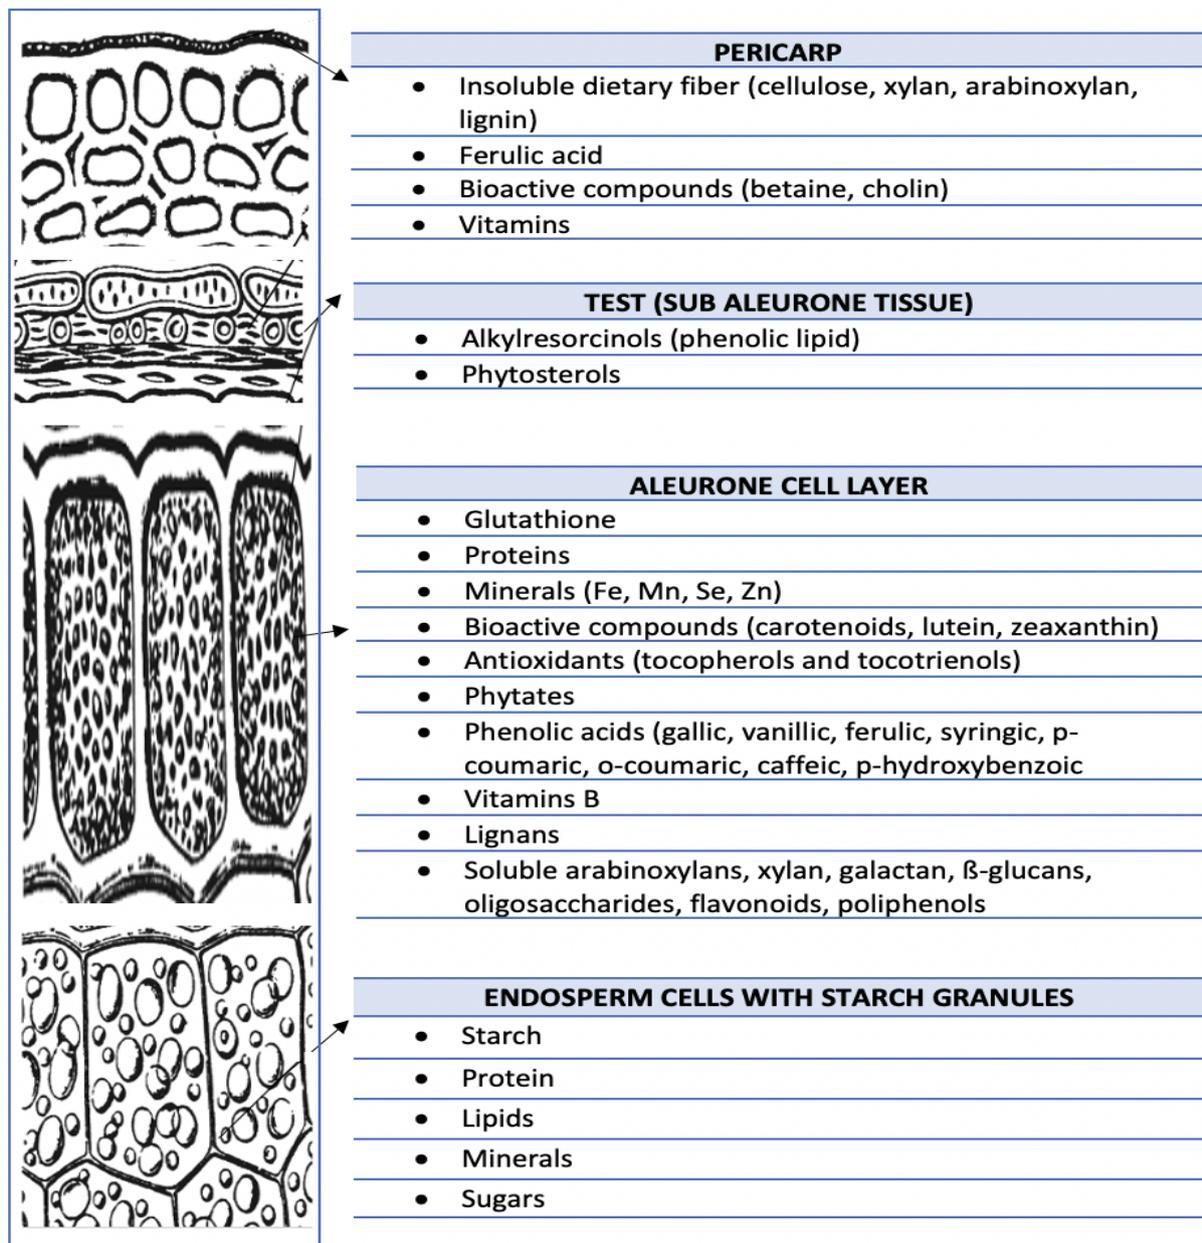 PERICARP
• Insoluble dietary fiber (cellulose, xylan, arabinoxylan,
lignin)
• Ferulic acid
• Bioactive compounds (betaine, cholin)
• Vitamins
TEST (SUB ALEURONE TISSUE)
• Alkylresorcinols (phenolic lipid)
• Phytosterols
ALEURONE CELL LAYER
• Glutathione
• Proteins
• Minerals (Fe, Mn, Se, Zn)
• Bioactive compounds (carotenoids, lutein, zeaxanthin)
• Antioxidants (tocopherols and tocotrienols)
• Phytates
• Phenolic acids (gallic, vanillic, ferulic, syringic, p-
coumaric, o-coumaric, caffeic, p-hydroxybenzoic
• Vitamins B
• Lignans
• Soluble arabinoxylans, xylan, galactan, ß-glucans,
oligosaccharides, flavonoids, poliphenols
ENDOSPERM CELLS WITH STARCH GRANULES
• Starch
• Protein
• Lipids
• Minerals
• Sugars